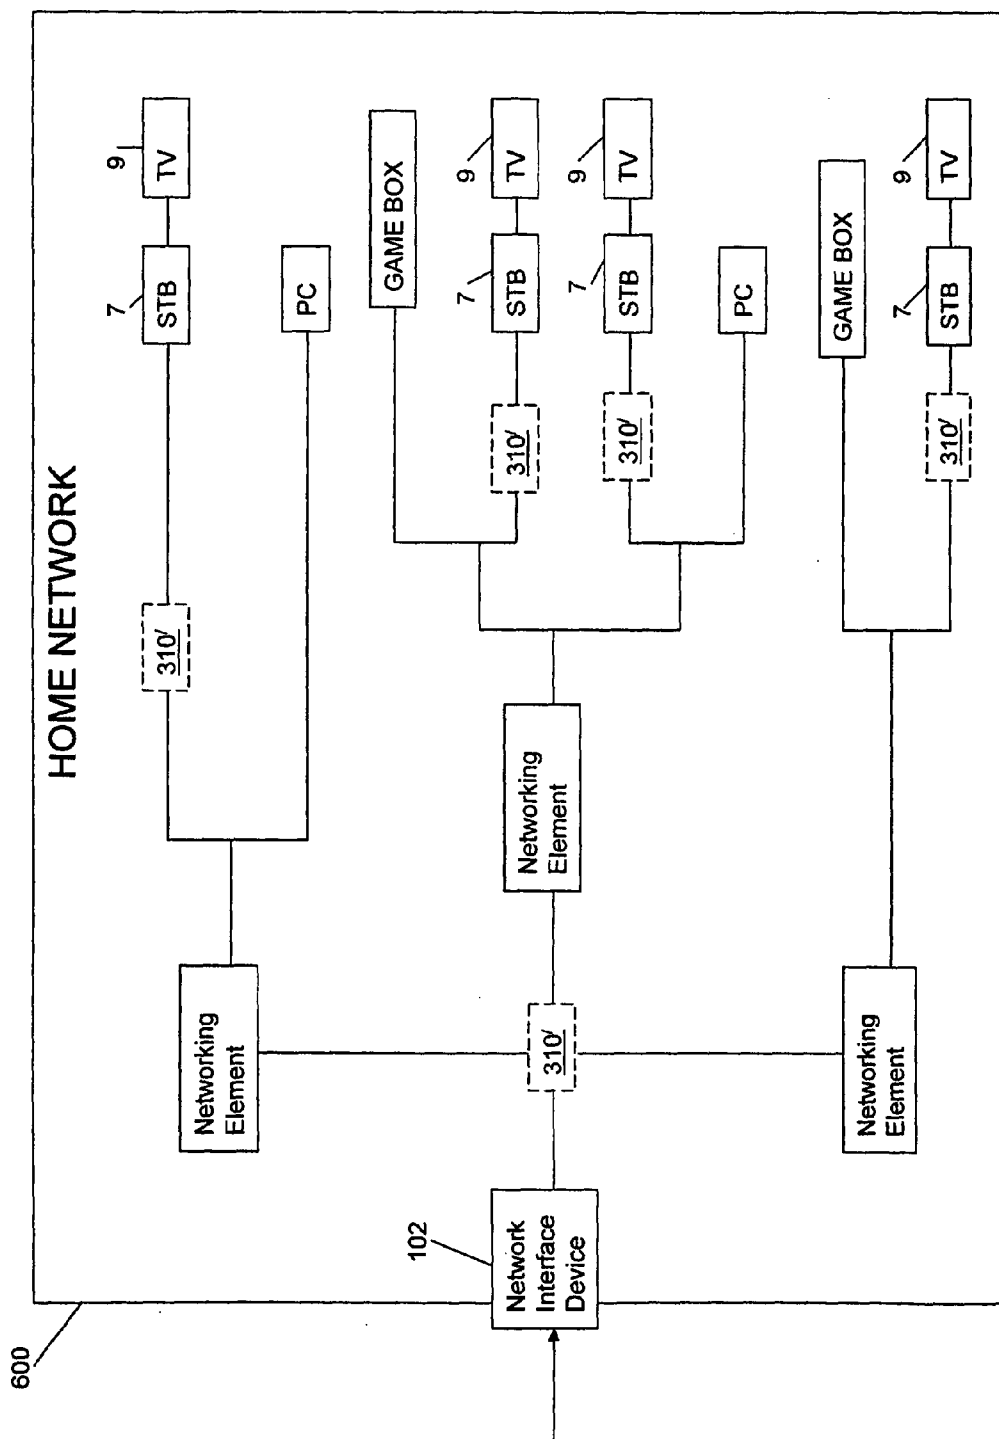 600
HOME NETWORK
7
9
310'
STB
TV
Networking
Element
PC
GAME BOX
102
7
9
310'
STB
TV
Network
Interface
Device
310'
Networking
Element
7
9
310'
STB
TV
PC
GAME BOX
Networking
Element
7
9
310'
STB
TV